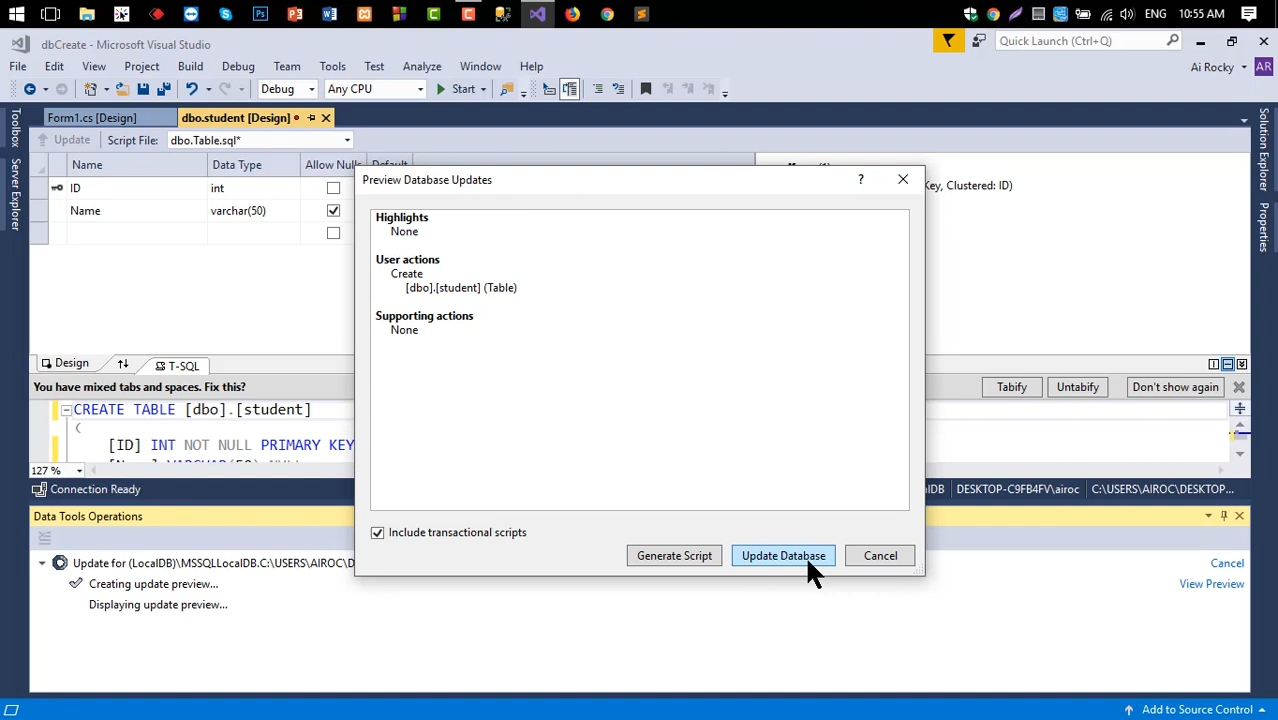 ENG 10:55 AM
dbCreate - Microsoft Visual Studio
Quick Launch (Ctrl+Q)
File Edit View Project Build Debug Team Tools Test Analyze Window Help
Ai Rocky AR
Debug Any CPU Start
Toolbox
Server Explorer
Solution Explorer
Properties
Form1.cs [Design] dbo.student [Design]
Update Script File: dbo.Table.sql*
Name Data Type Allow Nulls Default
ID int
Name varchar(50)
Key, Clustered: ID)
Preview Database Updates ?
Highlights
None
User actions
Create
[dbo].[student] (Table)
Supporting actions
None
Include transactional scripts
Generate Script Update Database Cancel
Design T-SQL
You have mixed tabs and spaces. Fix this? Tabify Untabify Don't show again
CREATE TABLE [dbo].[student]
(
[ID] INT NOT NULL PRIMARY KEY
127 %
Connection Ready DESKTOP-C9FB4FV\airoc C:\USERS\AIROC\DESKTOP...
Data Tools Operations
Update for (LocalDB)\MSSQLLocalDB.C:\USERS\AIROC\ Cancel
Creating update preview... View Preview
Displaying update preview...
Add to Source Control